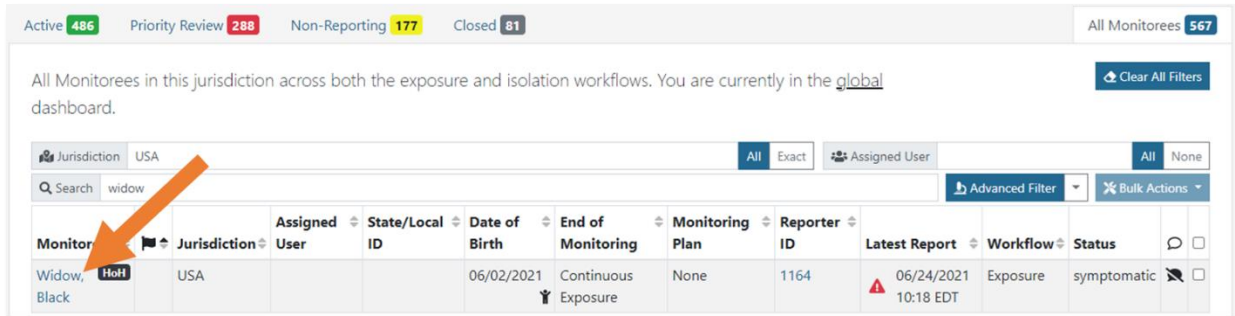 Active 486 Priority Review 288 Non-Reporting 177 Closed 81 All Monitorees 567
All Monitorees in this jurisdiction across both the exposure and isolation workflows. You are currently in the global
dashboard.
Clear All Filters
Jurisdiction USA All Exact Assigned User All None
Search widow Advanced Filter Bulk Actions
Assigned State/Local Date of End of Monitoring Reporter
Monitor Jurisdiction User ID Birth Monitoring Plan ID Latest Report Workflow Status
Widow, HoH USA 06/02/2021 Continuous None 1164 06/24/2021 Exposure symptomatic
Black Exposure 10:18 EDT